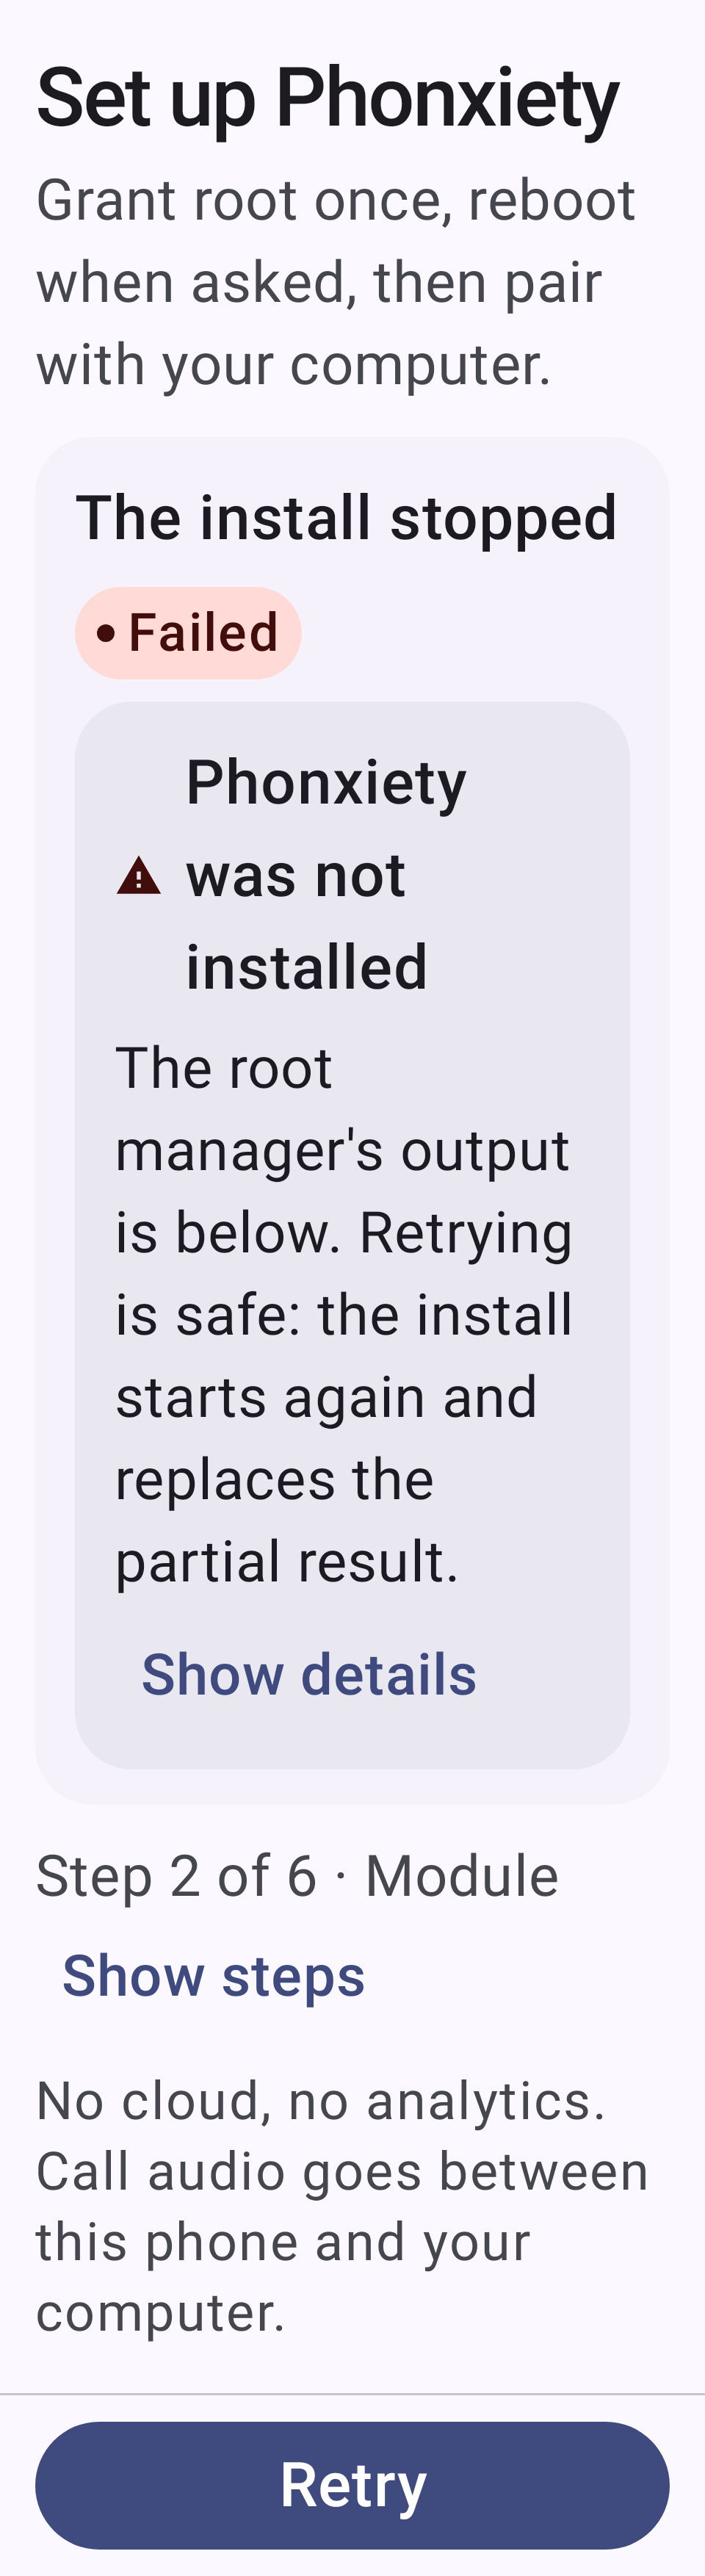 Set up Phonxiety
Grant root once, reboot
when asked, then pair
with your computer.
The install stopped
• Failed
Phonxiety
was not
installed
The root
manager's output
is below. Retrying
is safe: the install
starts again and
replaces the
partial result.
Show details
Step 2 of 6 · Module
Show steps
No cloud, no analytics.
Call audio goes between
this phone and your
computer.
Retry